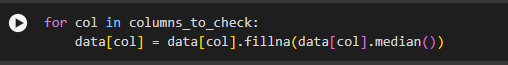 for col in columns_to_check:
    data[col] = data[col].fillna(data[col].median())